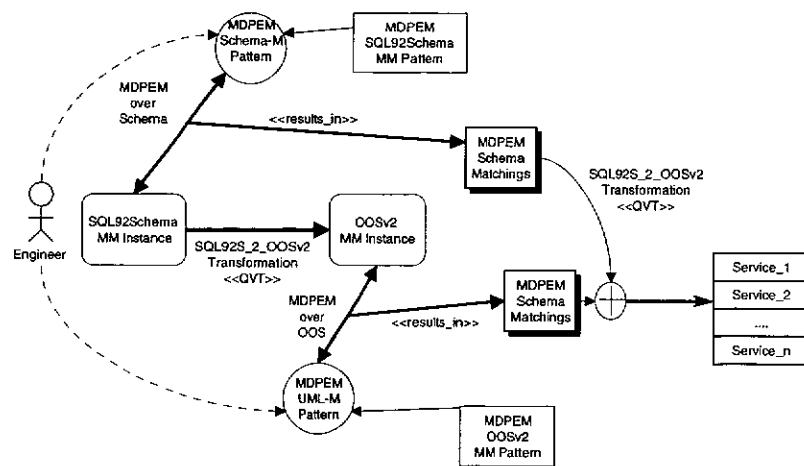 MDPEM
Schema-M
Pattern
MDPEM
SQL92Schema
MM Pattern
MDPEM
over
Schema
<<results_in>>
MDPEM
Schema
Matchings
SQL92S_2_OOSv2
Transformation
<<QVT>>
Engineer
SQL92Schema
MM Instance
SQL92S_2_OOSv2
Transformation
<<QVT>>
OOSv2
MM Instance
MDPEM
over
OOS
<<results_in>>
MDPEM
Schema
Matchings
Service_1
Service_2
....
Service_n
MDPEM
UML-M
Pattern
MDPEM
OOSv2
MM Pattern